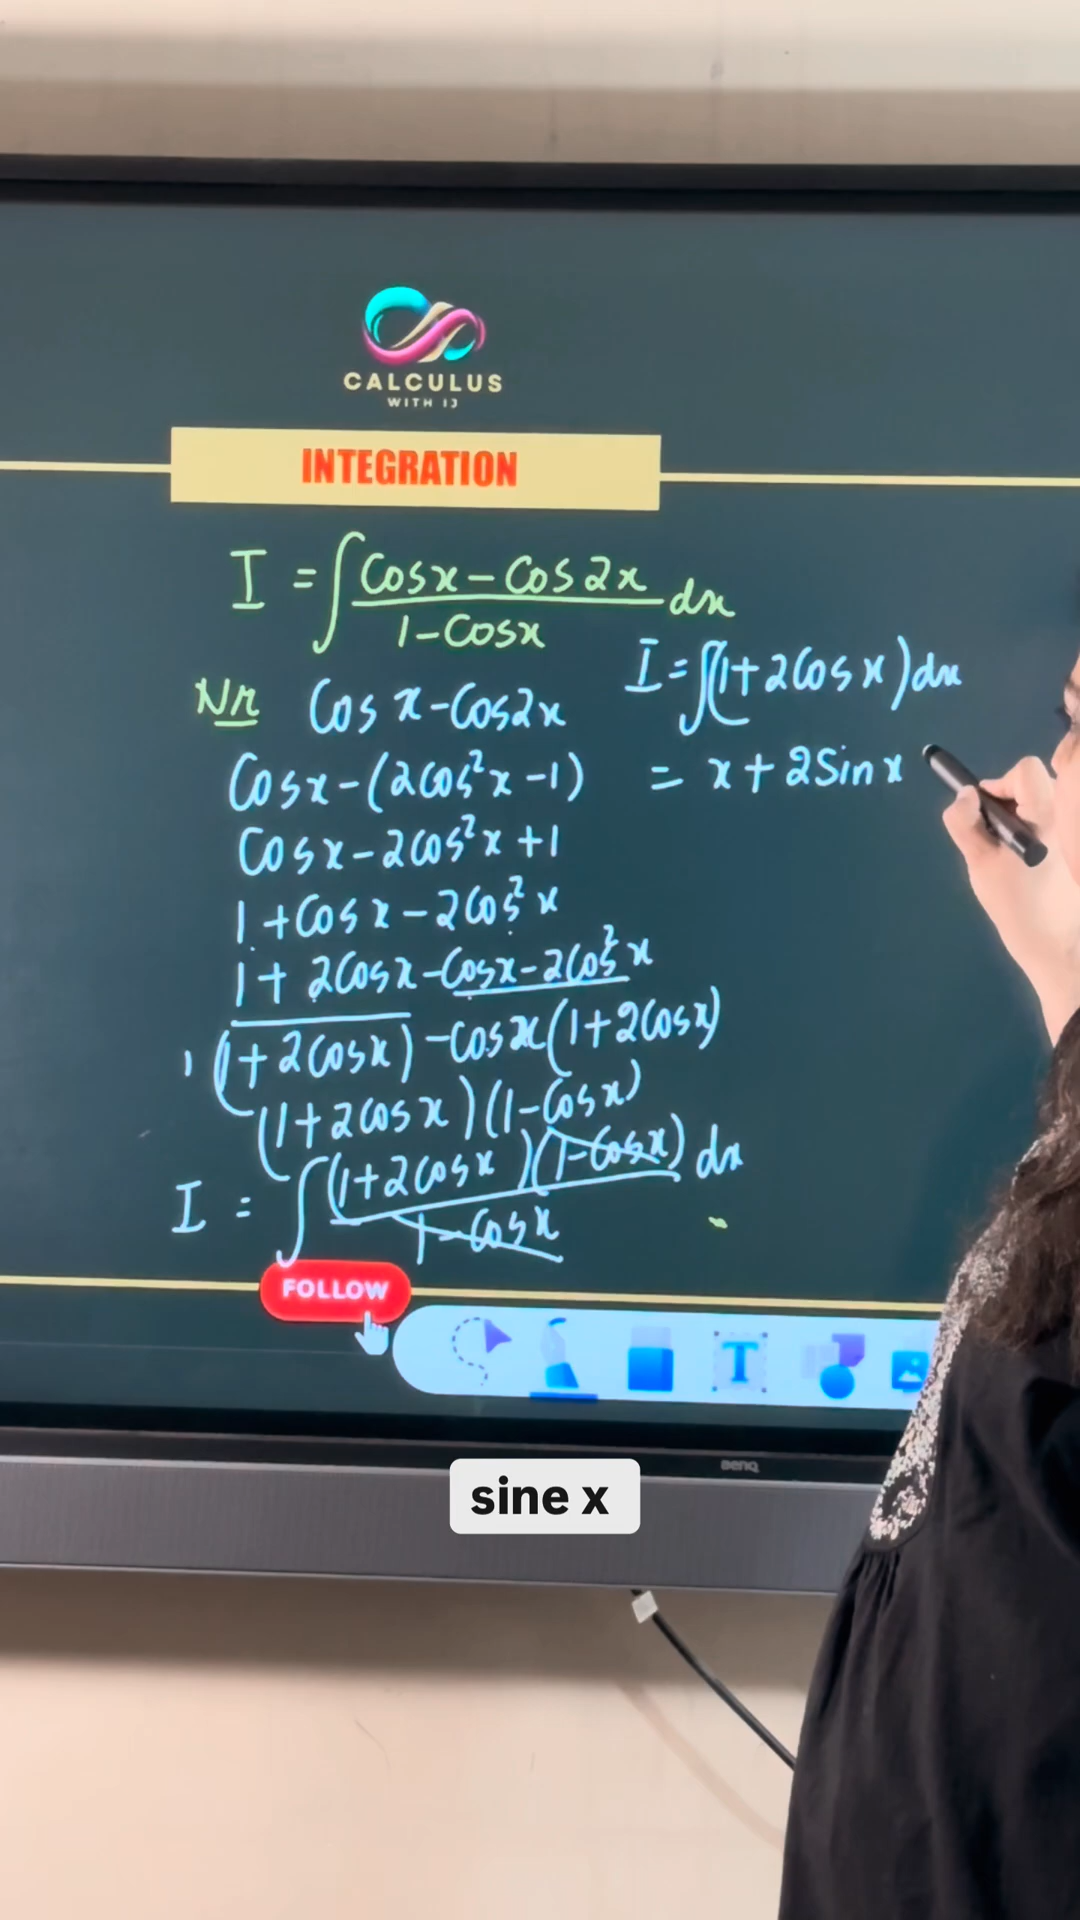 CALCULUS
WITH IJ
INTEGRATION
I = ∫ (Cosx - Cos2x)/(1 - Cosx) dx
Nr Cos x - Cos2x
Cosx - (2cos²x - 1)
Cosx - 2cos²x + 1
1 + Cosx - 2cos²x
1 + 2cosx - cosx - 2cos²x
1 (1 + 2cosx) - cosx (1 + 2cosx)
(1 + 2cosx)(1 - cosx)
I = ∫ (1 + 2cosx)(1 - cosx)/(1 - cosx) dx
I = ∫(1 + 2cosx)dx
= x + 2Sinx
FOLLOW
T
BenQ
sine x